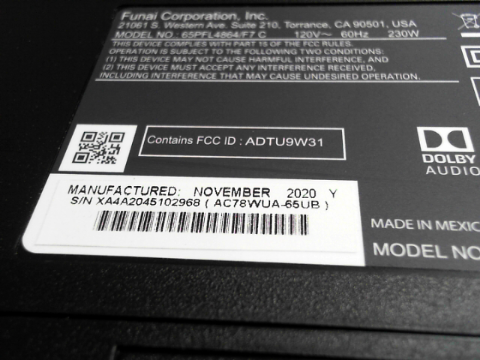 Funai Corporation, Inc.
21061 S. Western Ave. Suite 210, Torrance, CA 90501, USA
MODEL NO.: 65PFL4864/F7 C 120V~ 60Hz 230W
THIS DEVICE COMPLIES WITH PART 15 OF THE FCC RULES.
OPERATION IS SUBJECT TO THE FOLLOWING TWO CONDITIONS:
(1) THIS DEVICE MAY NOT CAUSE HARMFUL INTERFERENCE, AND
(2) THIS DEVICE MUST ACCEPT ANY INTERFERENCE RECEIVED,
INCLUDING INTERFERENCE THAT MAY CAUSE UNDESIRED OPERATION.
Contains FCC ID : ADTU9W31
DOLBY
AUDIO
MANUFACTURED: NOVEMBER 2020 Y
S/N XA4A2045102968 ( AC78WUA-65UB )
MADE IN MEXIC
MODEL NO